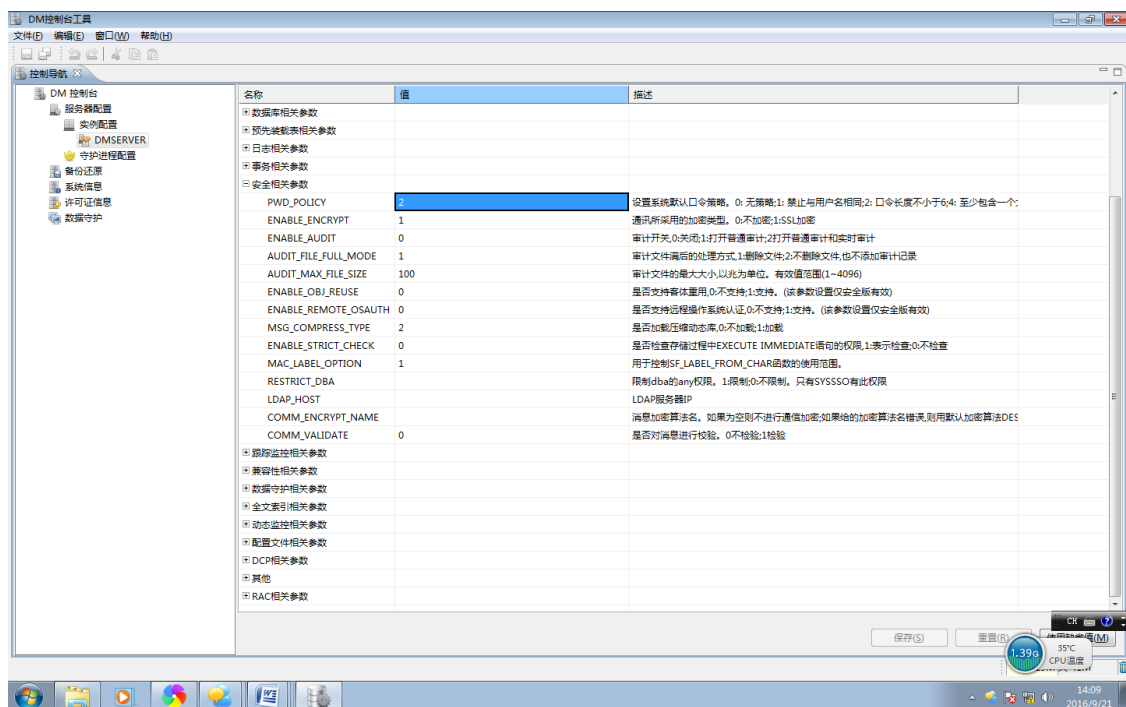 DM控制台工具
文件(F) 编辑(E) 窗口(W) 帮助(H)
控制导航
DM 控制台
服务器配置
实例配置
DMSERVER
守护进程配置
备份还原
系统信息
许可证信息
数据守护
名称 值 描述
数据库相关参数
预先装载表相关参数
日志相关参数
事务相关参数
安全相关参数
PWD_POLICY 2 设置系统默认口令策略。0: 无策略;1: 禁止与用户名相同;2: 口令长度不小于6;4: 至少包含一个
ENABLE_ENCRYPT 1 通讯所采用的加密类型。0:不加密;1:SSL加密
ENABLE_AUDIT 0 审计开关,0:关闭;1:打开普通审计;2打开普通审计和实时审计
AUDIT_FILE_FULL_MODE 1 审计文件满后的处理方式,1:删除文件;2:不删除文件,也不添加审计记录
AUDIT_MAX_FILE_SIZE 100 审计文件的最大大小,以兆为单位。有效值范围(1~4096)
ENABLE_OBJ_REUSE 0 是否支持客体重用,0:不支持;1:支持。(该参数设置仅安全版有效)
ENABLE_REMOTE_OSAUTH 0 是否支持远程操作系统认证,0:不支持;1:支持。(该参数设置仅安全版有效)
MSG_COMPRESS_TYPE 2 是否加载压缩动态库,0:不加载;1:加载
ENABLE_STRICT_CHECK 0 是否检查存储过程中EXECUTE IMMEDIATE语句的权限,1:表示检查;0:不检查
MAC_LABEL_OPTION 1 用于控制SF_LABEL_FROM_CHAR函数的使用范围。
RESTRICT_DBA 限制dba的any权限。1:限制;0:不限制。只有SYSSSO有此权限
LDAP_HOST LDAP服务器IP
COMM_ENCRYPT_NAME 消息加密算法名。如果为空则不进行通信加密;如果给的加密算法名错误,则用默认加密算法DES
COMM_VALIDATE 0 是否对消息进行校验。0不检验;1检验
跟踪监控相关参数
兼容性相关参数
数据守护相关参数
全文索引相关参数
动态监控相关参数
配置文件相关参数
DCP相关参数
其他
RAC相关参数
CH
保存(S) 重置(R) 使用缺省值(M)
1.39G 35℃
CPU温度
14:09
2016/9/21